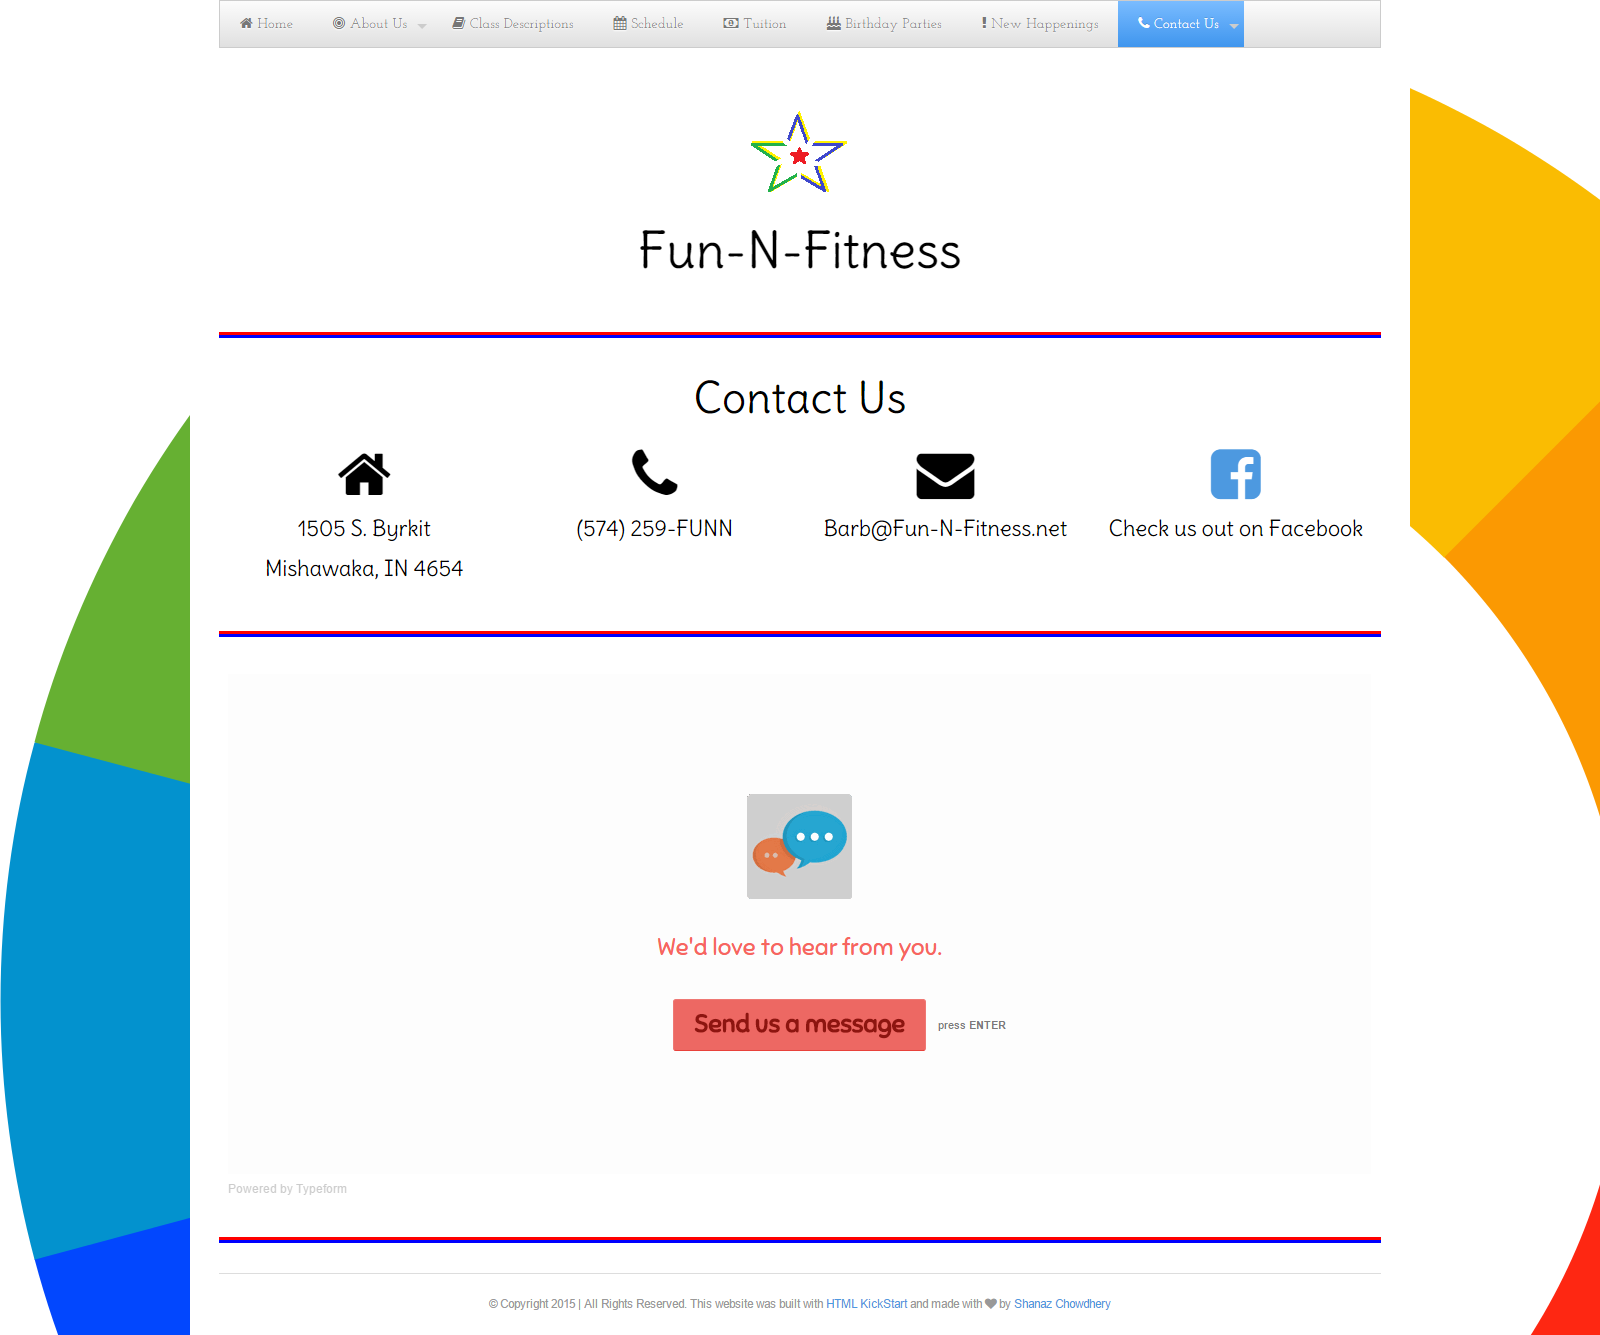 Home About Us Class Descriptions Schedule Tuition Birthday Parties New Happenings Contact Us
Fun-N-Fitness
Contact Us
1505 S. Byrkit
Mishawaka, IN 4654
(574) 259-FUNN
Barb@Fun-N-Fitness.net
Check us out on Facebook
We'd love to hear from you.
Send us a message press ENTER
Powered by Typeform
© Copyright 2015 | All Rights Reserved. This website was built with HTML KickStart and made with by Shanaz Chowdhery